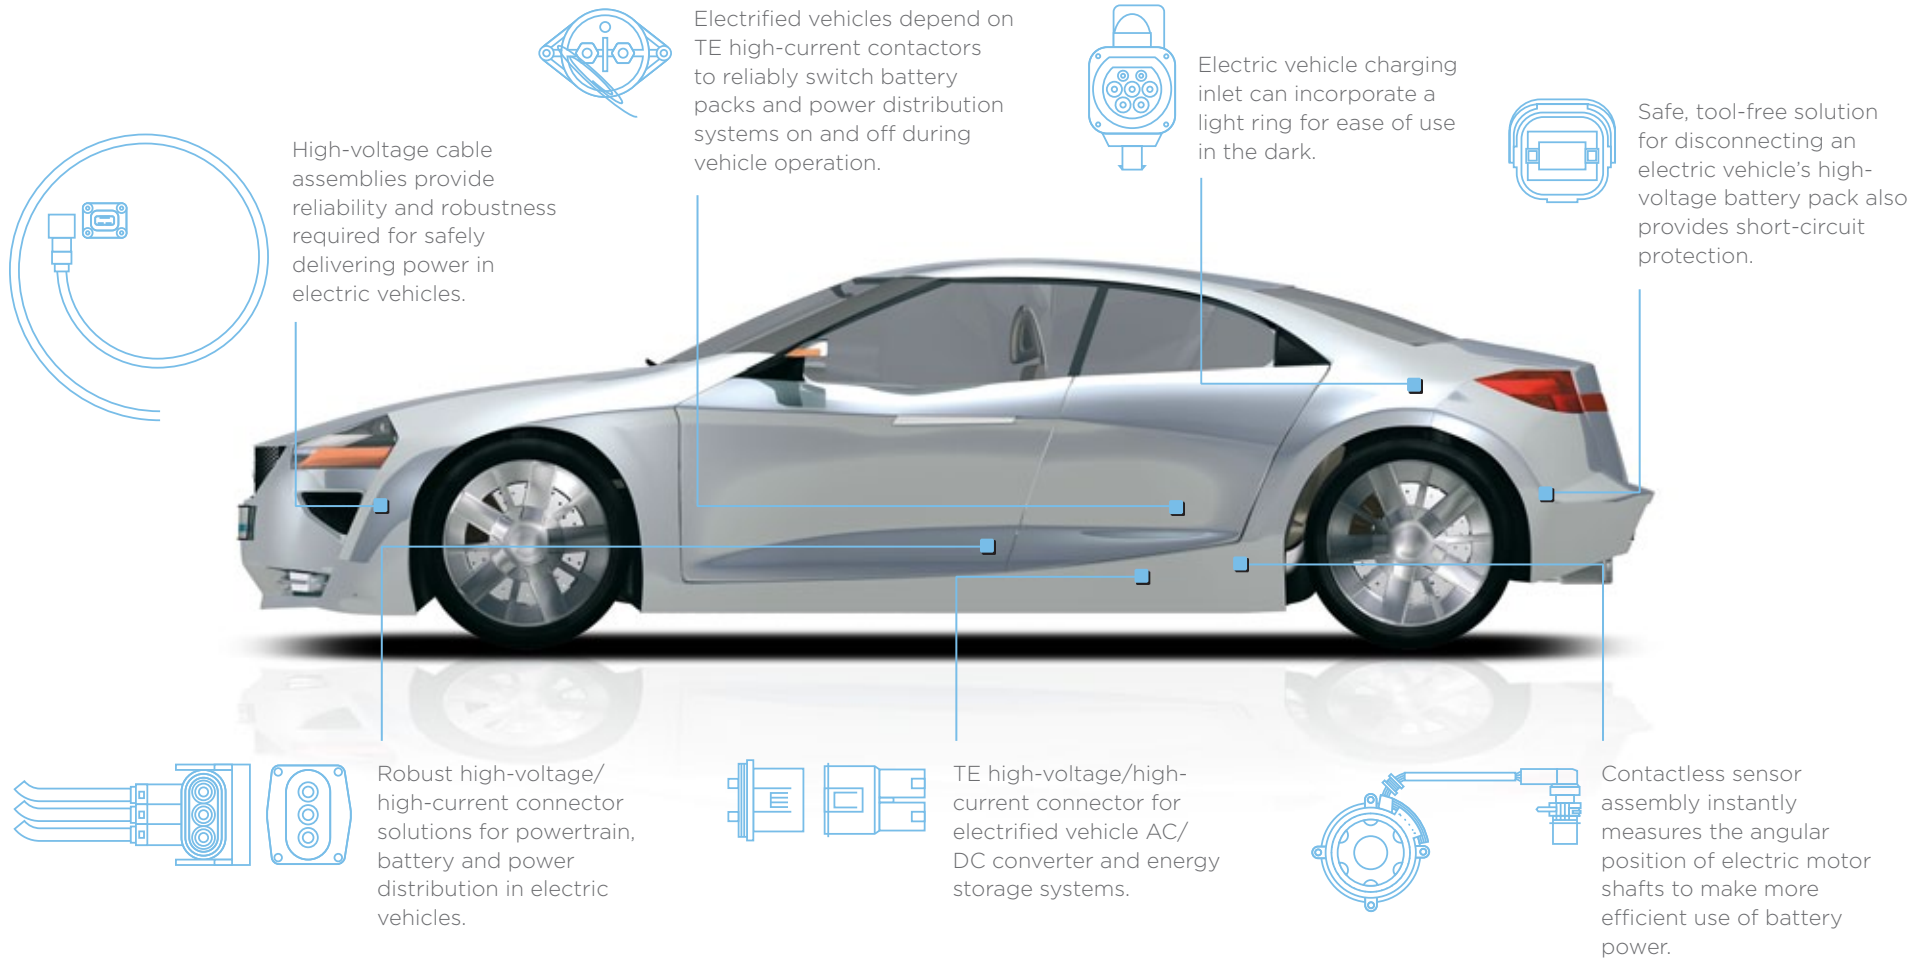 Electrified vehicles depend on
TE high-current contactors
to reliably switch battery
packs and power distribution
systems on and off during
vehicle operation.
Electric vehicle charging
inlet can incorporate a
light ring for ease of use
in the dark.
Safe, tool-free solution
for disconnecting an
electric vehicle’s high-
voltage battery pack also
provides short-circuit
protection.
High-voltage cable
assemblies provide
reliability and robustness
required for safely
delivering power in
electric vehicles.
Robust high-voltage/
high-current connector
solutions for powertrain,
battery and power
distribution in electric
vehicles.
TE high-voltage/high-
current connector for
electrified vehicle AC/
DC converter and energy
storage systems.
Contactless sensor
assembly instantly
measures the angular
position of electric motor
shafts to make more
efficient use of battery
power.